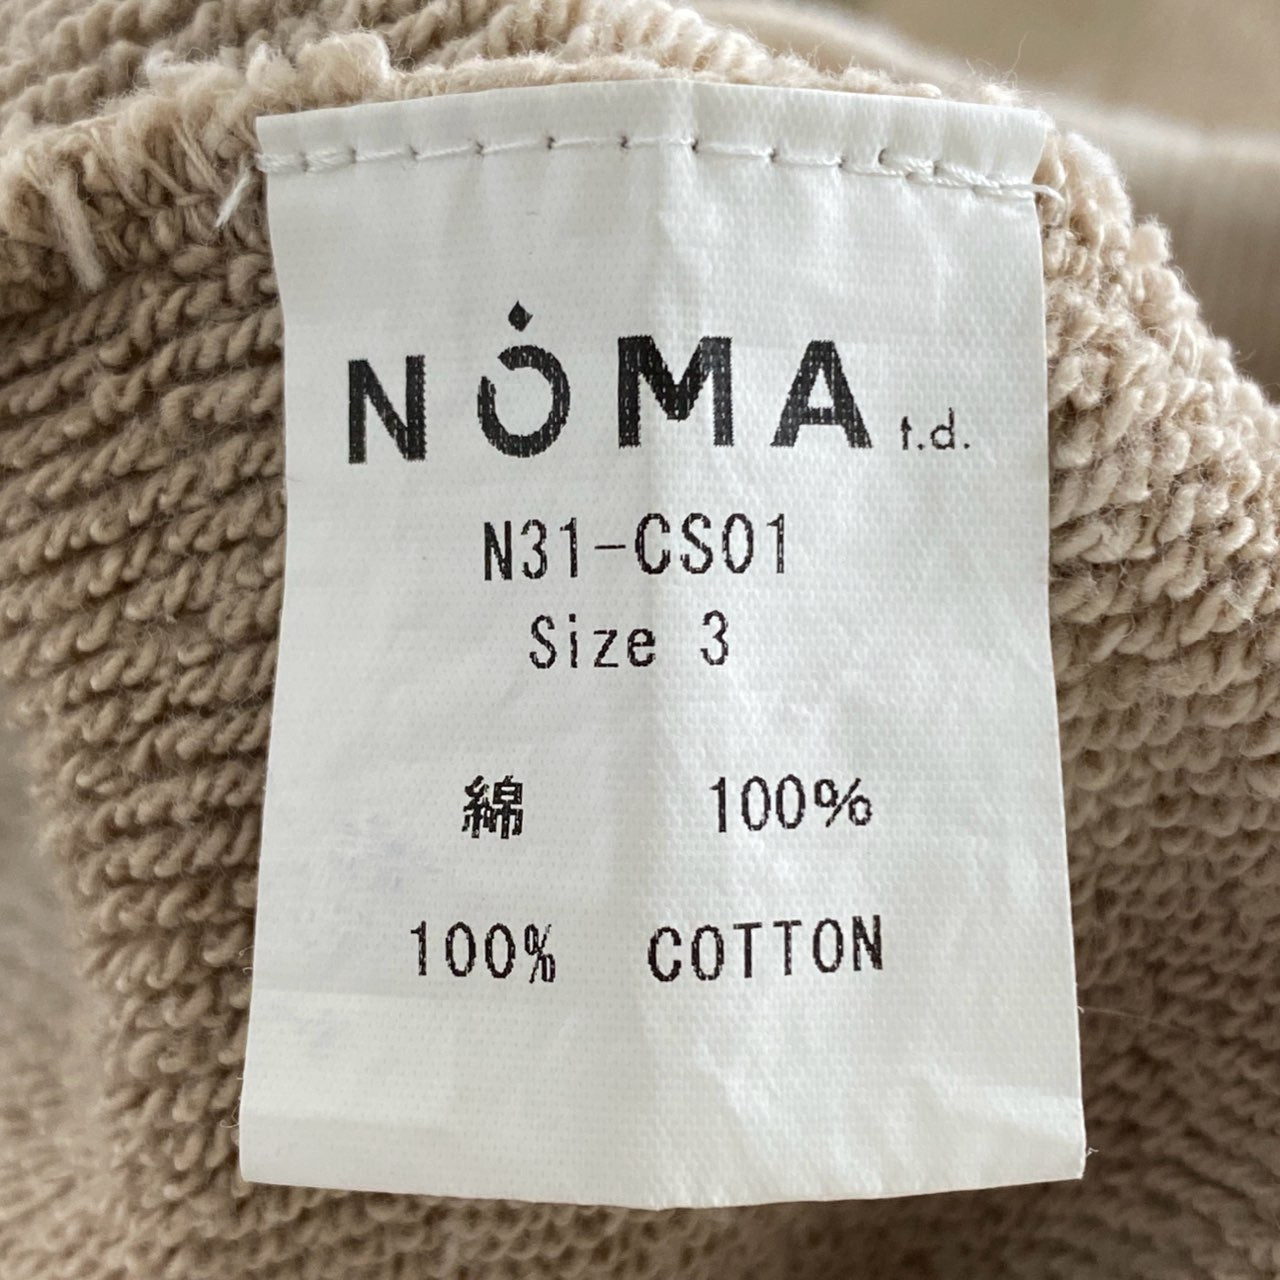 NOMA t.d.
N31-CS01
Size 3
綿 100%
100% COTTON